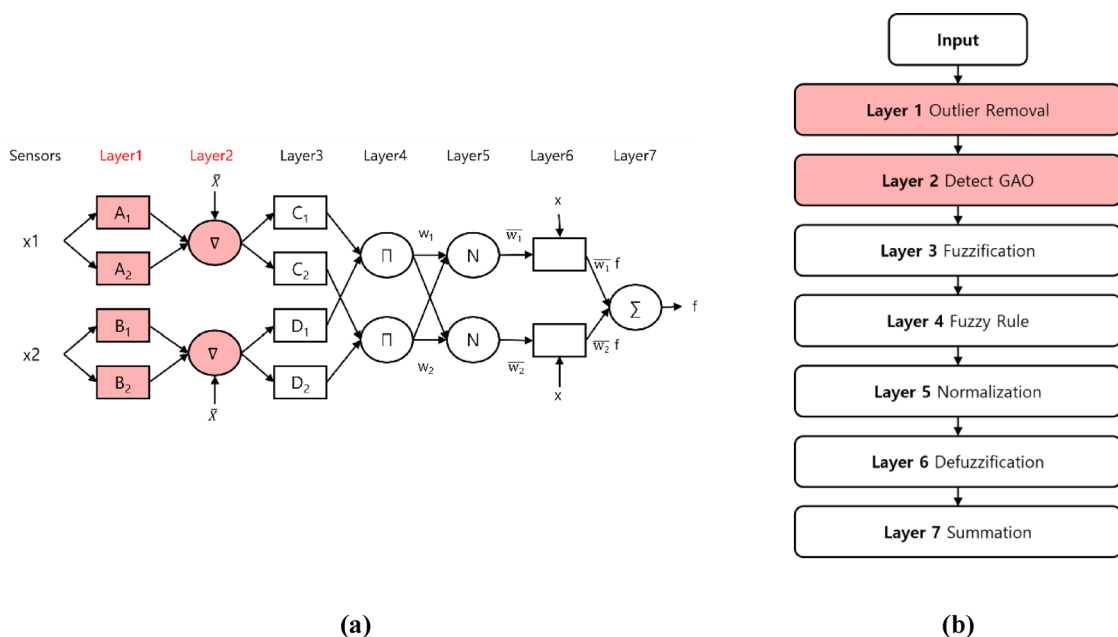 Sensors Layer1 Layer2 Layer3 Layer4 Layer5 Layer6 Layer7
X̄ x
A₁ C₁
w₁ w̅₁
x1 ∇ Π N w̅₁ f
A₂ C₂
Σ f
B₁ D₁
x2 ∇ Π N w̅₂ f
w₂ w̅₂
B₂ D₂
X̄ x
(a)
Input
Layer 1 Outlier Removal
Layer 2 Detect GAO
Layer 3 Fuzzification
Layer 4 Fuzzy Rule
Layer 5 Normalization
Layer 6 Defuzzification
Layer 7 Summation
(b)